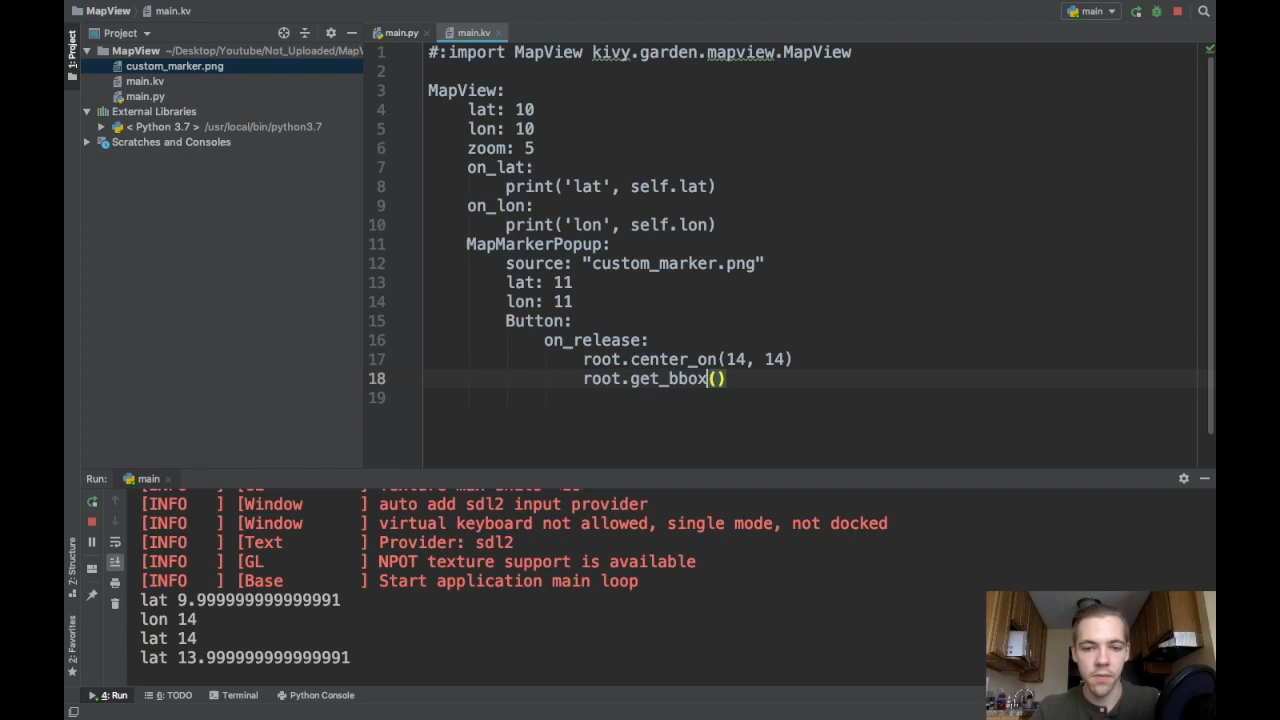 MapView
main.kv
main
Project
main.py
main.kv
MapView ~/Desktop/Youtube/Not_Uploaded/MapV
custom_marker.png
main.kv
main.py
External Libraries
< Python 3.7 > /usr/local/bin/python3.7
Scratches and Consoles
1: Project
1 #:import MapView kivy.garden.mapview.MapView
2
3 MapView:
4 lat: 10
5 lon: 10
6 zoom: 5
7 on_lat:
8 print('lat', self.lat)
9 on_lon:
10 print('lon', self.lon)
11 MapMarkerPopup:
12 source: "custom_marker.png"
13 lat: 11
14 lon: 11
15 Button:
16 on_release:
17 root.center_on(14, 14)
18 root.get_bbox()
19
Run: main
[INFO ] [Window ] auto add sdl2 input provider
[INFO ] [Window ] virtual keyboard not allowed, single mode, not docked
[INFO ] [Text ] Provider: sdl2
[INFO ] [GL ] NPOT texture support is available
[INFO ] [Base ] Start application main loop
lat 9.999999999999991
lon 14
lat 14
lat 13.999999999999991
7: Structure
2: Favorites
4: Run
6: TODO
Terminal
Python Console